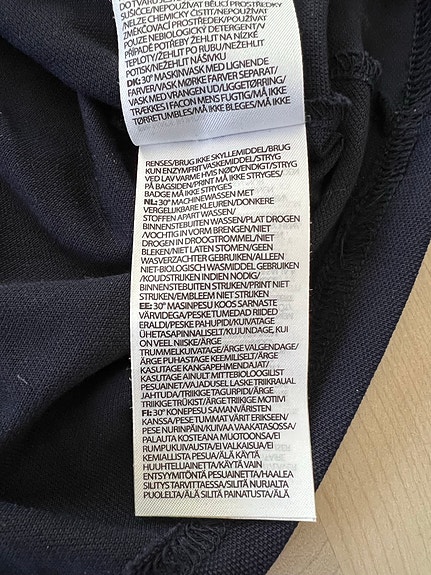 DO TVARU
SUŠIČCE/NEPOUŽÍVAT BĚLICÍ PROSTŘEDKY
/NELZE CHEMICKY ČISTIT/NEPOUŽÍVAT
ZMĚKČOVACÍ PROSTŘEDEK/POUŽÍT
POUZE NEBIOLOGICKÝ DETERGENT/V
PŘÍPADĚ POTŘEBY ŽEHLIT NA NÍZKÉ
TEPLOTY/ŽEHLIT PO RUBU/NEŽEHLIT
POTISK/NEŽEHLIT NÁŠIVKU
DK: 30° MASKINVASK MED LIGNENDE
FARVER/VASK MØRKE FARVER SEPARAT/
VASK MED VRANGEN UD/LIGGETØRRING/
TRÆKKES I FACON MENS FUGTIG/MÅ IKKE
TØRRETUMBLES/MÅ IKKE BLEGES/MÅ IKKE
RENSES/BRUG IKKE SKYLLEMIDDEL/BRUG
KUN ENZYMFRIT VASKEMIDDEL/STRYG
VED LAV VARME HVIS NØDVENDIGT/STRYG
PÅ BAGSIDEN/PRINT MÅ IKKE STRYGES/
BADGE MÅ IKKE STRYGES
NL: 30° MACHINEWASSEN MET
VERGELIJKBARE KLEUREN/DONKERE
STOFFEN APART WASSEN/
BINNENSTEBUITEN WASSEN/PLAT DROGEN
/VOCHTIG IN VORM BRENGEN/NIET
DROGEN IN DROOGTROMMEL/NIET
BLEKEN/NIET LATEN STOMEN/GEEN
WASVERZACHTER GEBRUIKEN/ALLEEN
NIET-BIOLOGISCH WASMIDDEL GEBRUIKEN
/KOUDSTRIJKEN INDIEN NODIG/
BINNENSTEBUITEN STRIJKEN/PRINT NIET
STRIJKEN/EMBLEEM NIET STRIJKEN
EE: 30° MASINPESU KOOS SARNASTE
VÄRVIDEGA/PESKE TUMEDAD RIIDED
ERALDI/PESKE PAHUPIDI/KUIVATAGE
ÜHETASAPINNALISELT/KUJUNDAGE, KUI
ON VEEL NIISKE/ÄRGE
TRUMMELKUIVATAGE/ÄRGE VALGENDAGE/
ÄRGE PUHASTAGE KEEMILISELT/ÄRGE
KASUTAGE KANGAPEHMENDAJAT/
KASUTAGE AINULT MITTEBIOLOOGILIST
PESUAINET/VAJADUSEL LASKE TRIIKRAUAL
JAHTUDA/TRIIKIGE TAGURPIDI/ÄRGE
TRIIKIGE TRÜKIST/ÄRGE TRIIKIGE MOTIIVI
FI: 30° KONEPESU SAMANVÄRISTEN
KANSSA/PESE TUMMAT VÄRIT ERIKSEEN/
PESE NURINPÄIN/KUIVAA VAAKATASOSSA/
PALAUTA KOSTEANA MUOTOONSA/EI
RUMPUKUIVAUSTA/EI VALKAISUA/EI
KEMIALLISTA PESUA/ÄLÄ KÄYTÄ
HUUHTELUAINETTA/KÄYTÄ VAIN
ENTSYYMITÖNTÄ PESUAINETTA/HAALEA
SILITYS TARVITTAESSA/SILITÄ NURJALTA
PUOLELTA/ÄLÄ SILITÄ PAINATUSTA/ÄLÄ